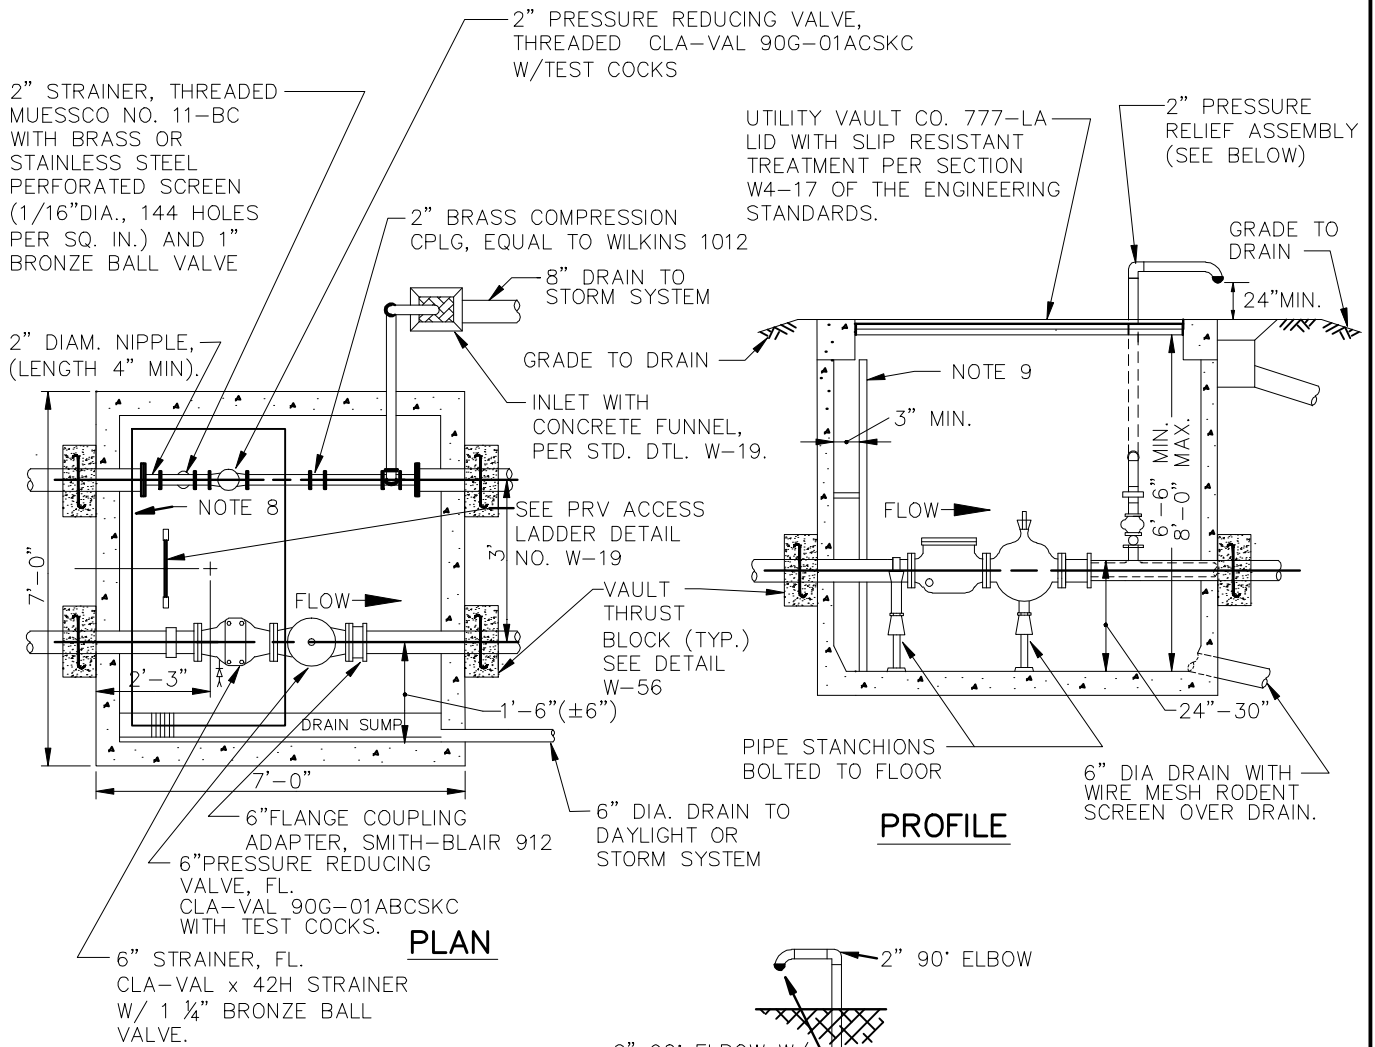 2” PRESSURE REDUCING VALVE,
THREADED CLA-VAL 90G-01ACSKC
W/TEST COCKS
2” STRAINER, THREADED
MUESSCO NO. 11-BC
WITH BRASS OR
STAINLESS STEEL
PERFORATED SCREEN
(1/16”DIA., 144 HOLES
PER SQ. IN.) AND 1”
BRONZE BALL VALVE
UTILITY VAULT CO. 777-LA
LID WITH SLIP RESISTANT
TREATMENT PER SECTION
W4-17 OF THE ENGINEERING
STANDARDS.
2” PRESSURE
RELIEF ASSEMBLY
(SEE BELOW)
2” BRASS COMPRESSION
CPLG, EQUAL TO WILKINS 1012
GRADE TO
DRAIN
8” DRAIN TO
STORM SYSTEM
24”MIN.
2” DIAM. NIPPLE,
(LENGTH 4” MIN).
GRADE TO DRAIN
NOTE 9
INLET WITH
CONCRETE FUNNEL,
PER STD. DTL. W-19.
3” MIN.
6’-6” MIN.
8’-0” MAX.
NOTE 8
SEE PRV ACCESS
LADDER DETAIL
NO. W-19
3’
FLOW
7’-0”
FLOW
VAULT
THRUST
BLOCK (TYP.)
SEE DETAIL
W-56
2’-3”
1’-6”(±6”)
24”-30”
DRAIN SUMP
PIPE STANCHIONS
BOLTED TO FLOOR
6” DIA DRAIN WITH
WIRE MESH RODENT
SCREEN OVER DRAIN.
7’-0”
6”FLANGE COUPLING
ADAPTER, SMITH-BLAIR 912
6” DIA. DRAIN TO
DAYLIGHT OR
STORM SYSTEM
PROFILE
6”PRESSURE REDUCING
VALVE, FL.
CLA-VAL 90G-01ABCSKC
WITH TEST COCKS.
PLAN
6” STRAINER, FL.
CLA-VAL x 42H STRAINER
W/ 1 ¼” BRONZE BALL
VALVE.
2” 90° ELBOW